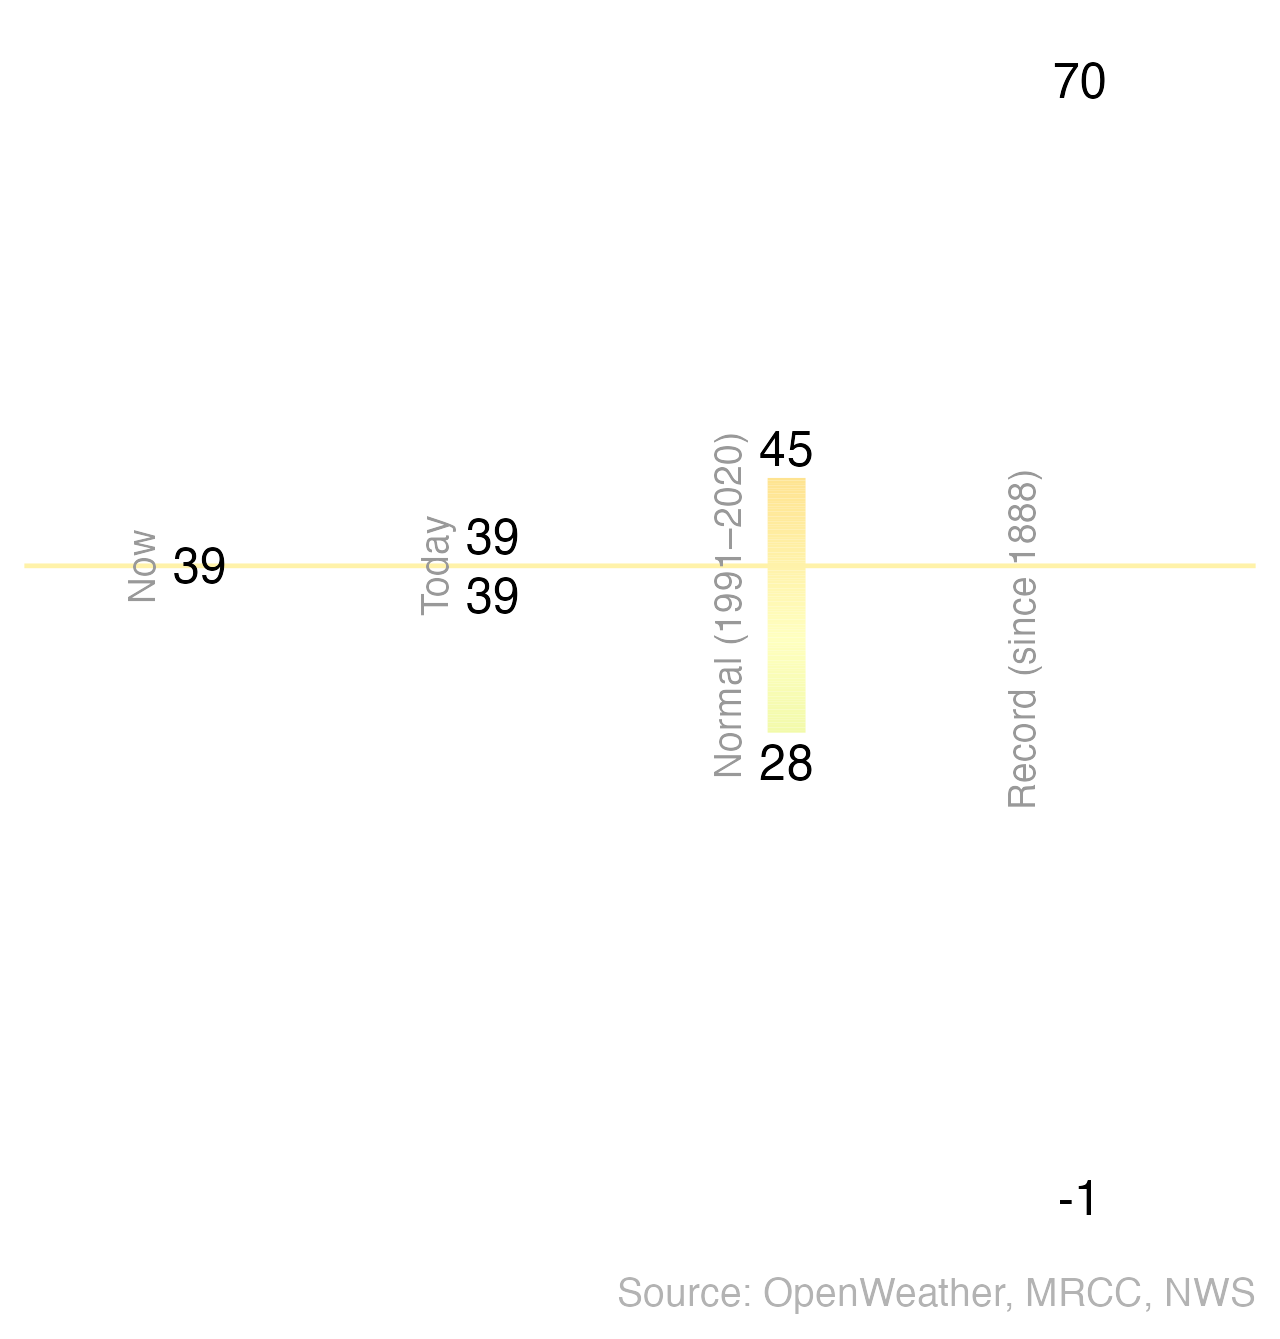 70
Now
39
Today
39
39
Normal (1991–2020)
45
28
Record (since 1888)
-1
Source: OpenWeather, MRCC, NWS